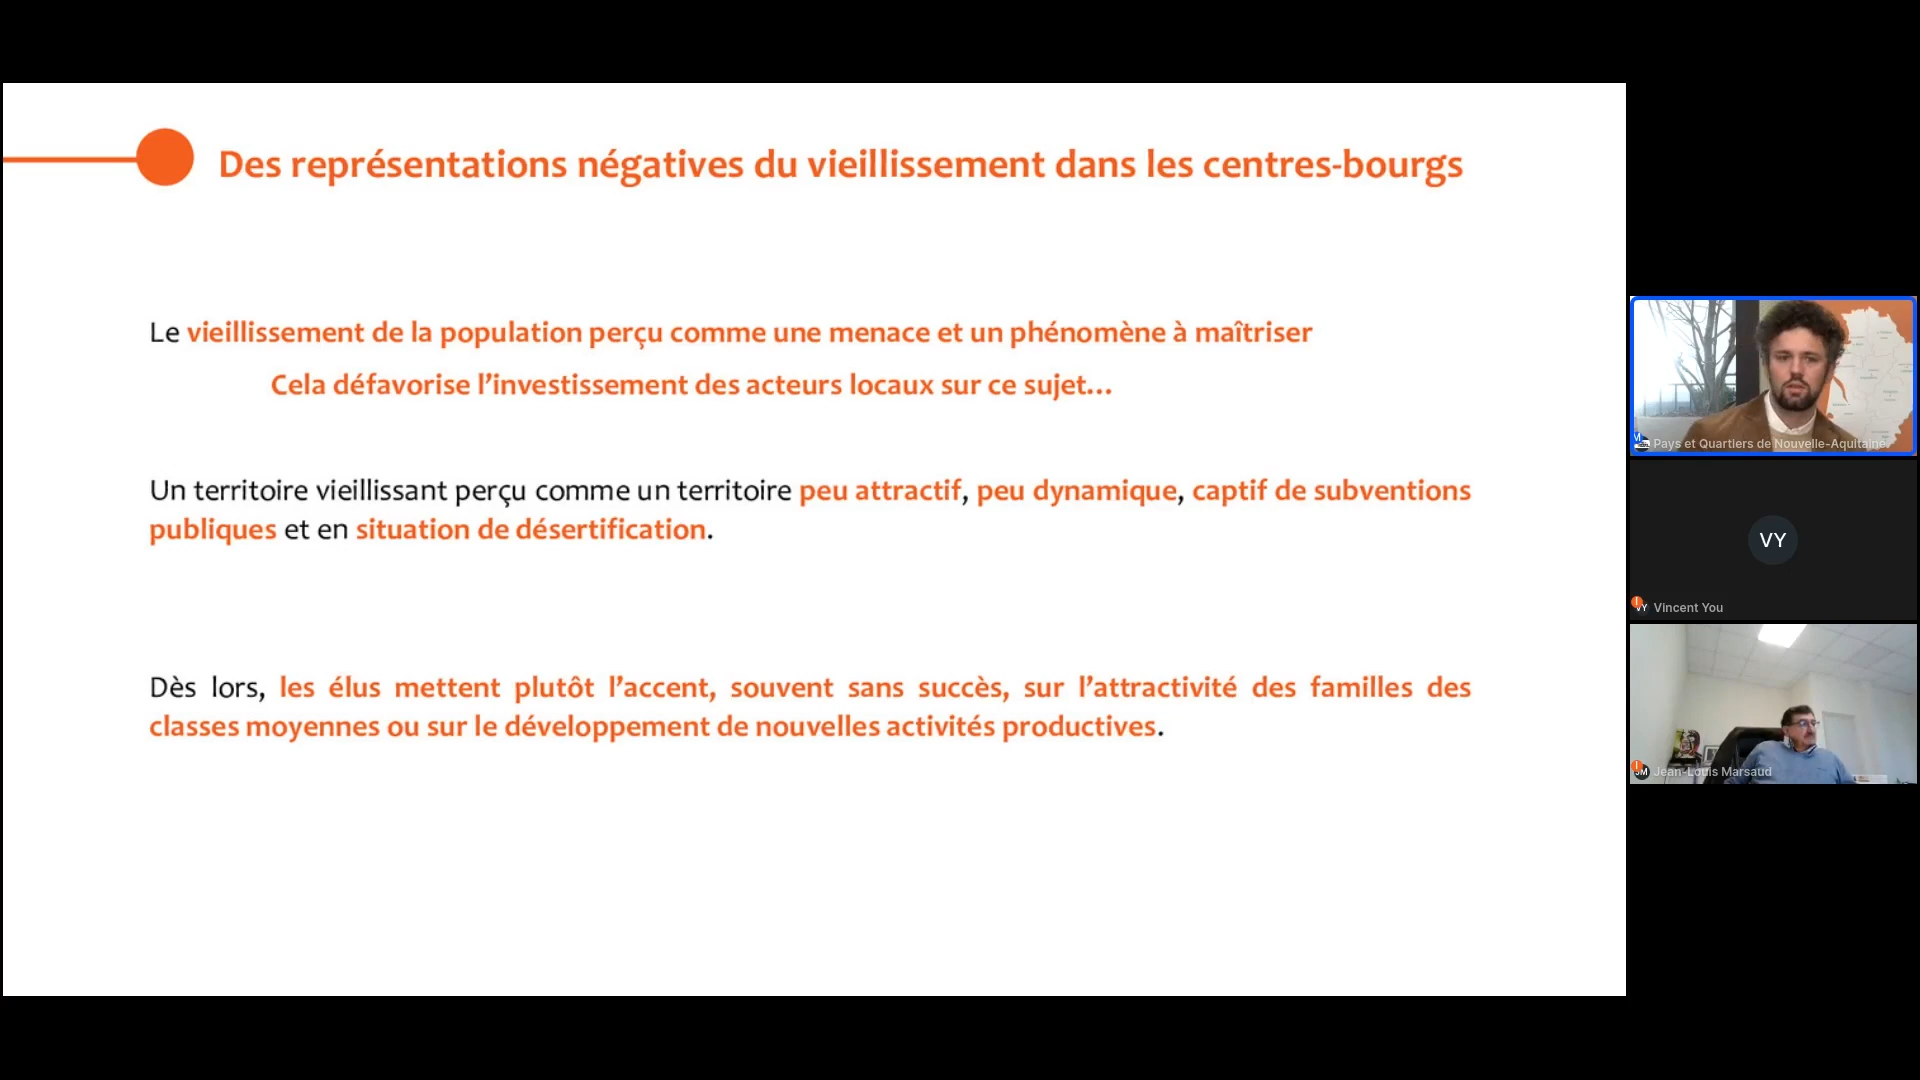 Des représentations négatives du vieillissement dans les centres-bourgs
Le vieillissement de la population perçu comme une menace et un phénomène à maîtriser
Cela défavorise l’investissement des acteurs locaux sur ce sujet…
Un territoire vieillissant perçu comme un territoire peu attractif, peu dynamique, captif de subventions
publiques et en situation de désertification.
Dès lors, les élus mettent plutôt l’accent, souvent sans succès, sur l’attractivité des familles des
classes moyennes ou sur le développement de nouvelles activités productives.
Pays et Quartiers de Nouvelle-Aquitaine
VY
Vincent You
Jean-Louis Marsaud